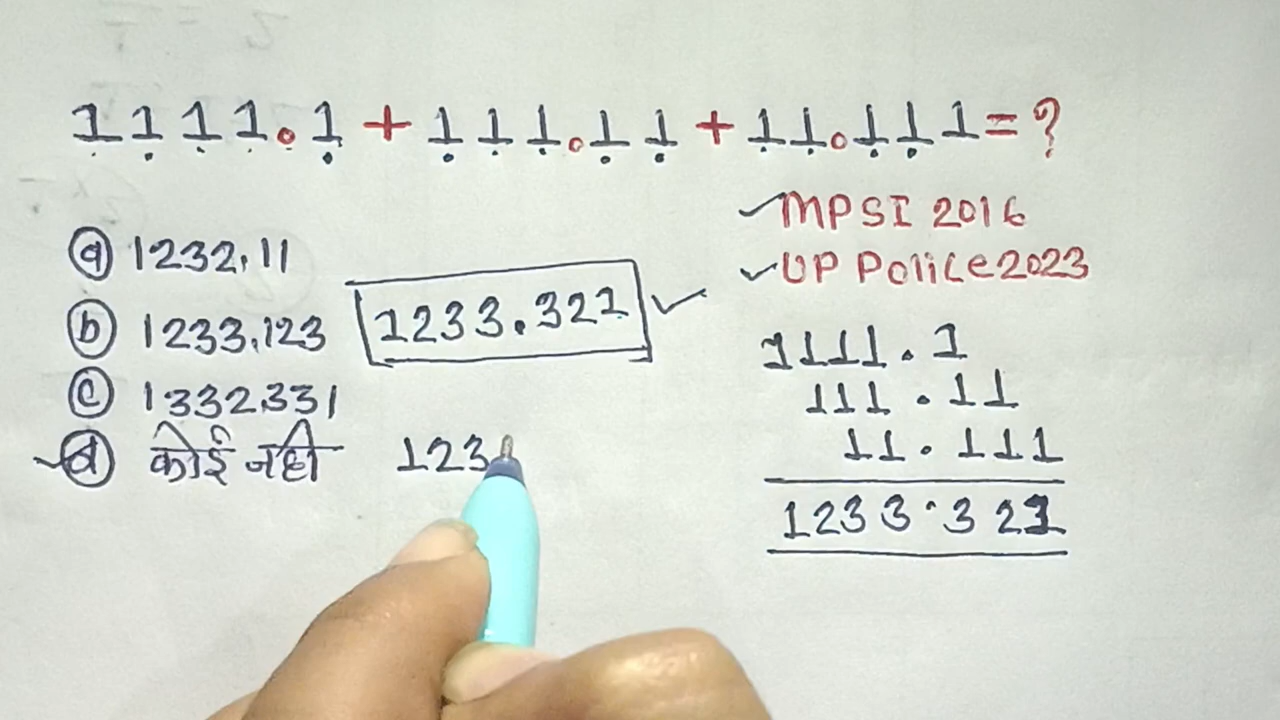 1111.1 + 111.11 + 11.111 = ?
MPSI 2016
UP Police 2023
(a) 1232.11
(b) 1233.123
1233.321
(c) 1332.331
(d) कोई नही
123
1111.1
111.11
11.111
1233.321